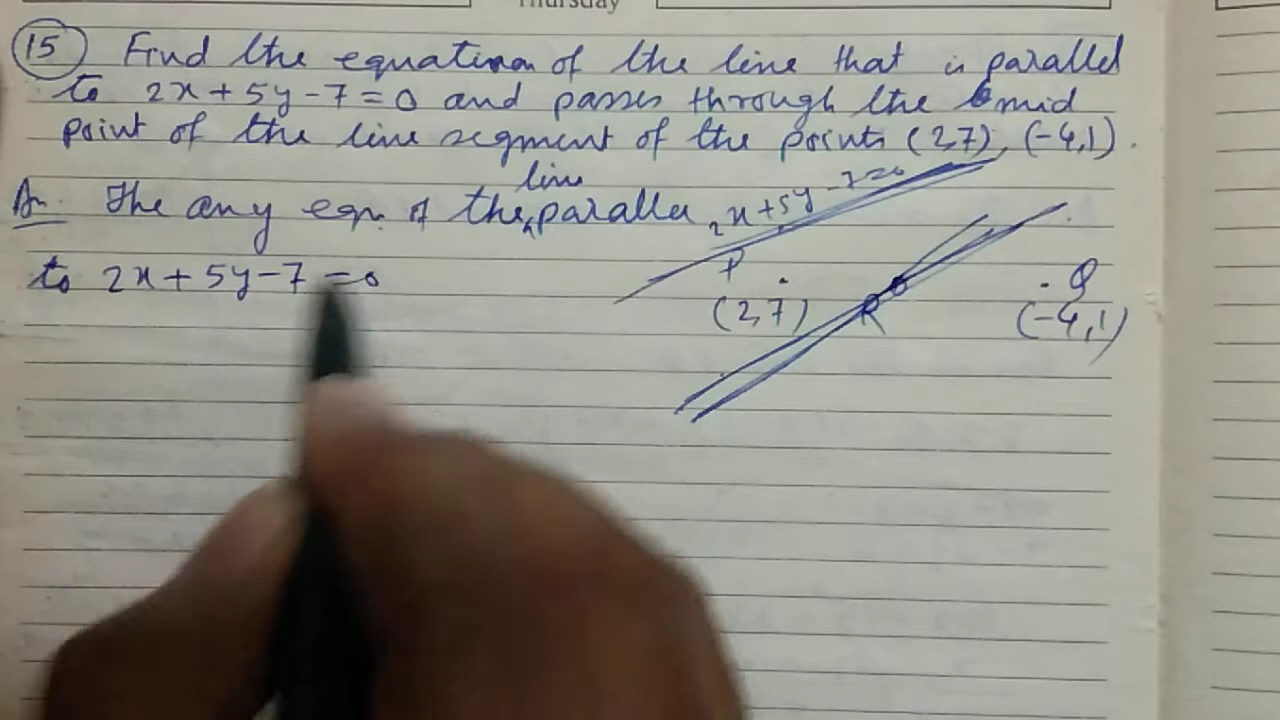 Thursday
15 Find the equation of the line that is parallel
to 2x+5y-7=0 and passes through the mid
point of the line segment of the points (2,7), (-4,1).
line
An. The any eqn. of the parallel
2x+5y-7=0
to 2x+5y-7=0
P
Q
(2,7)
R
(-4,1)